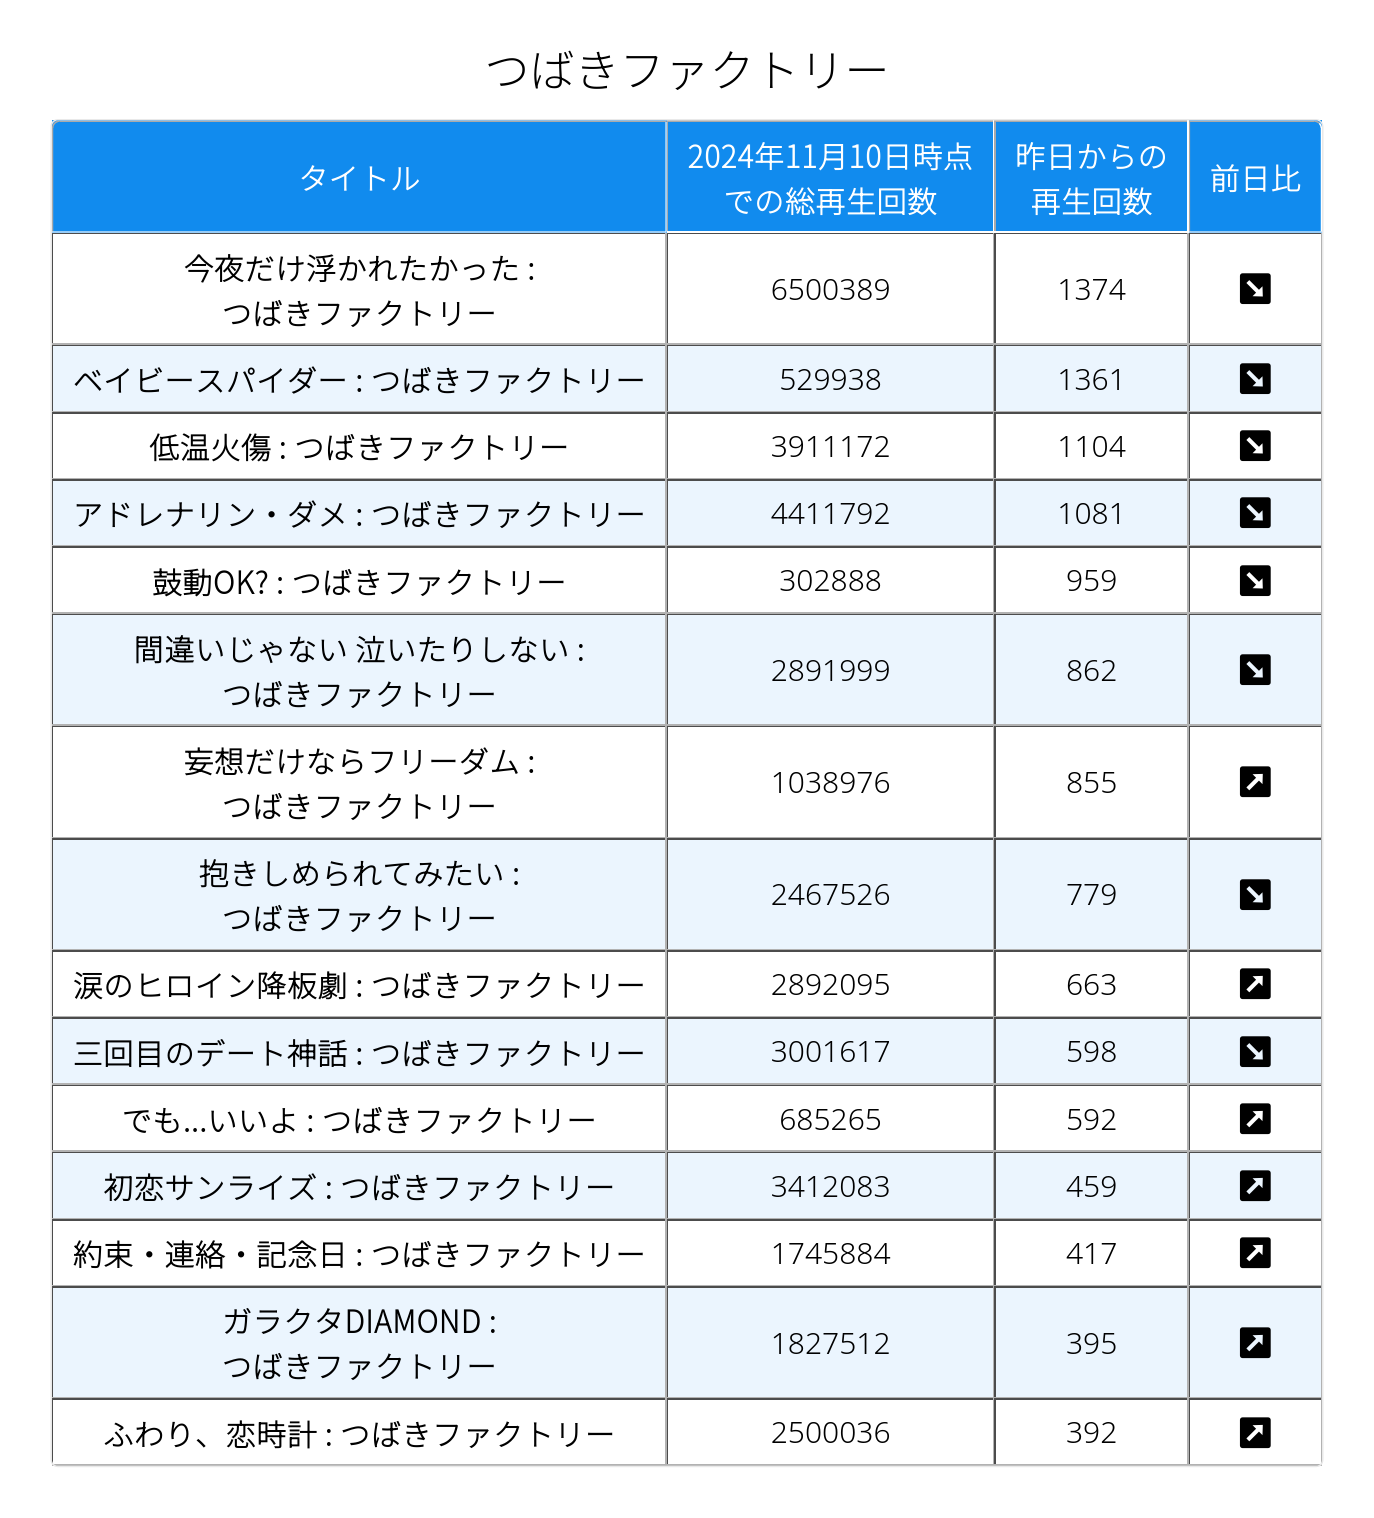 つばきファクトリー
タイトル
2024年11月10日時点
での総再生回数
昨日からの
再生回数
前日比
今夜だけ浮かれたかった :
つばきファクトリー
6500389
1374
↘
ベイビースパイダー : つばきファクトリー
529938
1361
↘
低温火傷 : つばきファクトリー
3911172
1104
↘
アドレナリン・ダメ : つばきファクトリー
4411792
1081
↘
鼓動OK? : つばきファクトリー
302888
959
↘
間違いじゃない 泣いたりしない :
つばきファクトリー
2891999
862
↘
妄想だけならフリーダム :
つばきファクトリー
1038976
855
↗
抱きしめられてみたい :
つばきファクトリー
2467526
779
↘
涙のヒロイン降板劇 : つばきファクトリー
2892095
663
↗
三回目のデート神話 : つばきファクトリー
3001617
598
↘
でも...いいよ : つばきファクトリー
685265
592
↗
初恋サンライズ : つばきファクトリー
3412083
459
↗
約束・連絡・記念日 : つばきファクトリー
1745884
417
↗
ガラクタDIAMOND :
つばきファクトリー
1827512
395
↗
ふわり、恋時計 : つばきファクトリー
2500036
392
↗